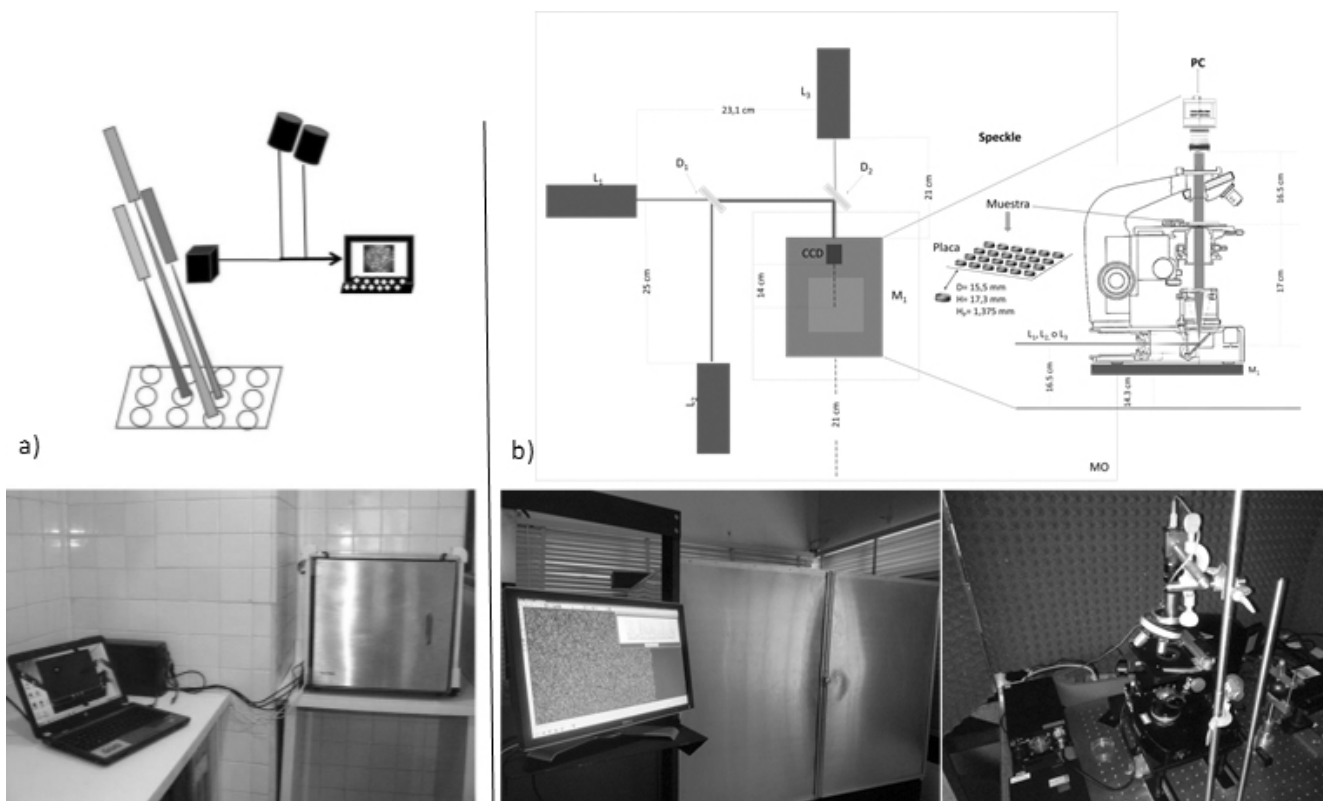 a)
23,1 cm
L3
D1
D2
L1
21 cm
25 cm
14 cm
CCD
M1
L2
21 cm
MO
b)
PC
Speckle
16.5 cm
Muestra
Placa
D= 15,5 mm
H= 17,3 mm
Hp= 1,375 mm
17 cm
L1, L2, o L3
M1
16.5 cm
14.3 cm